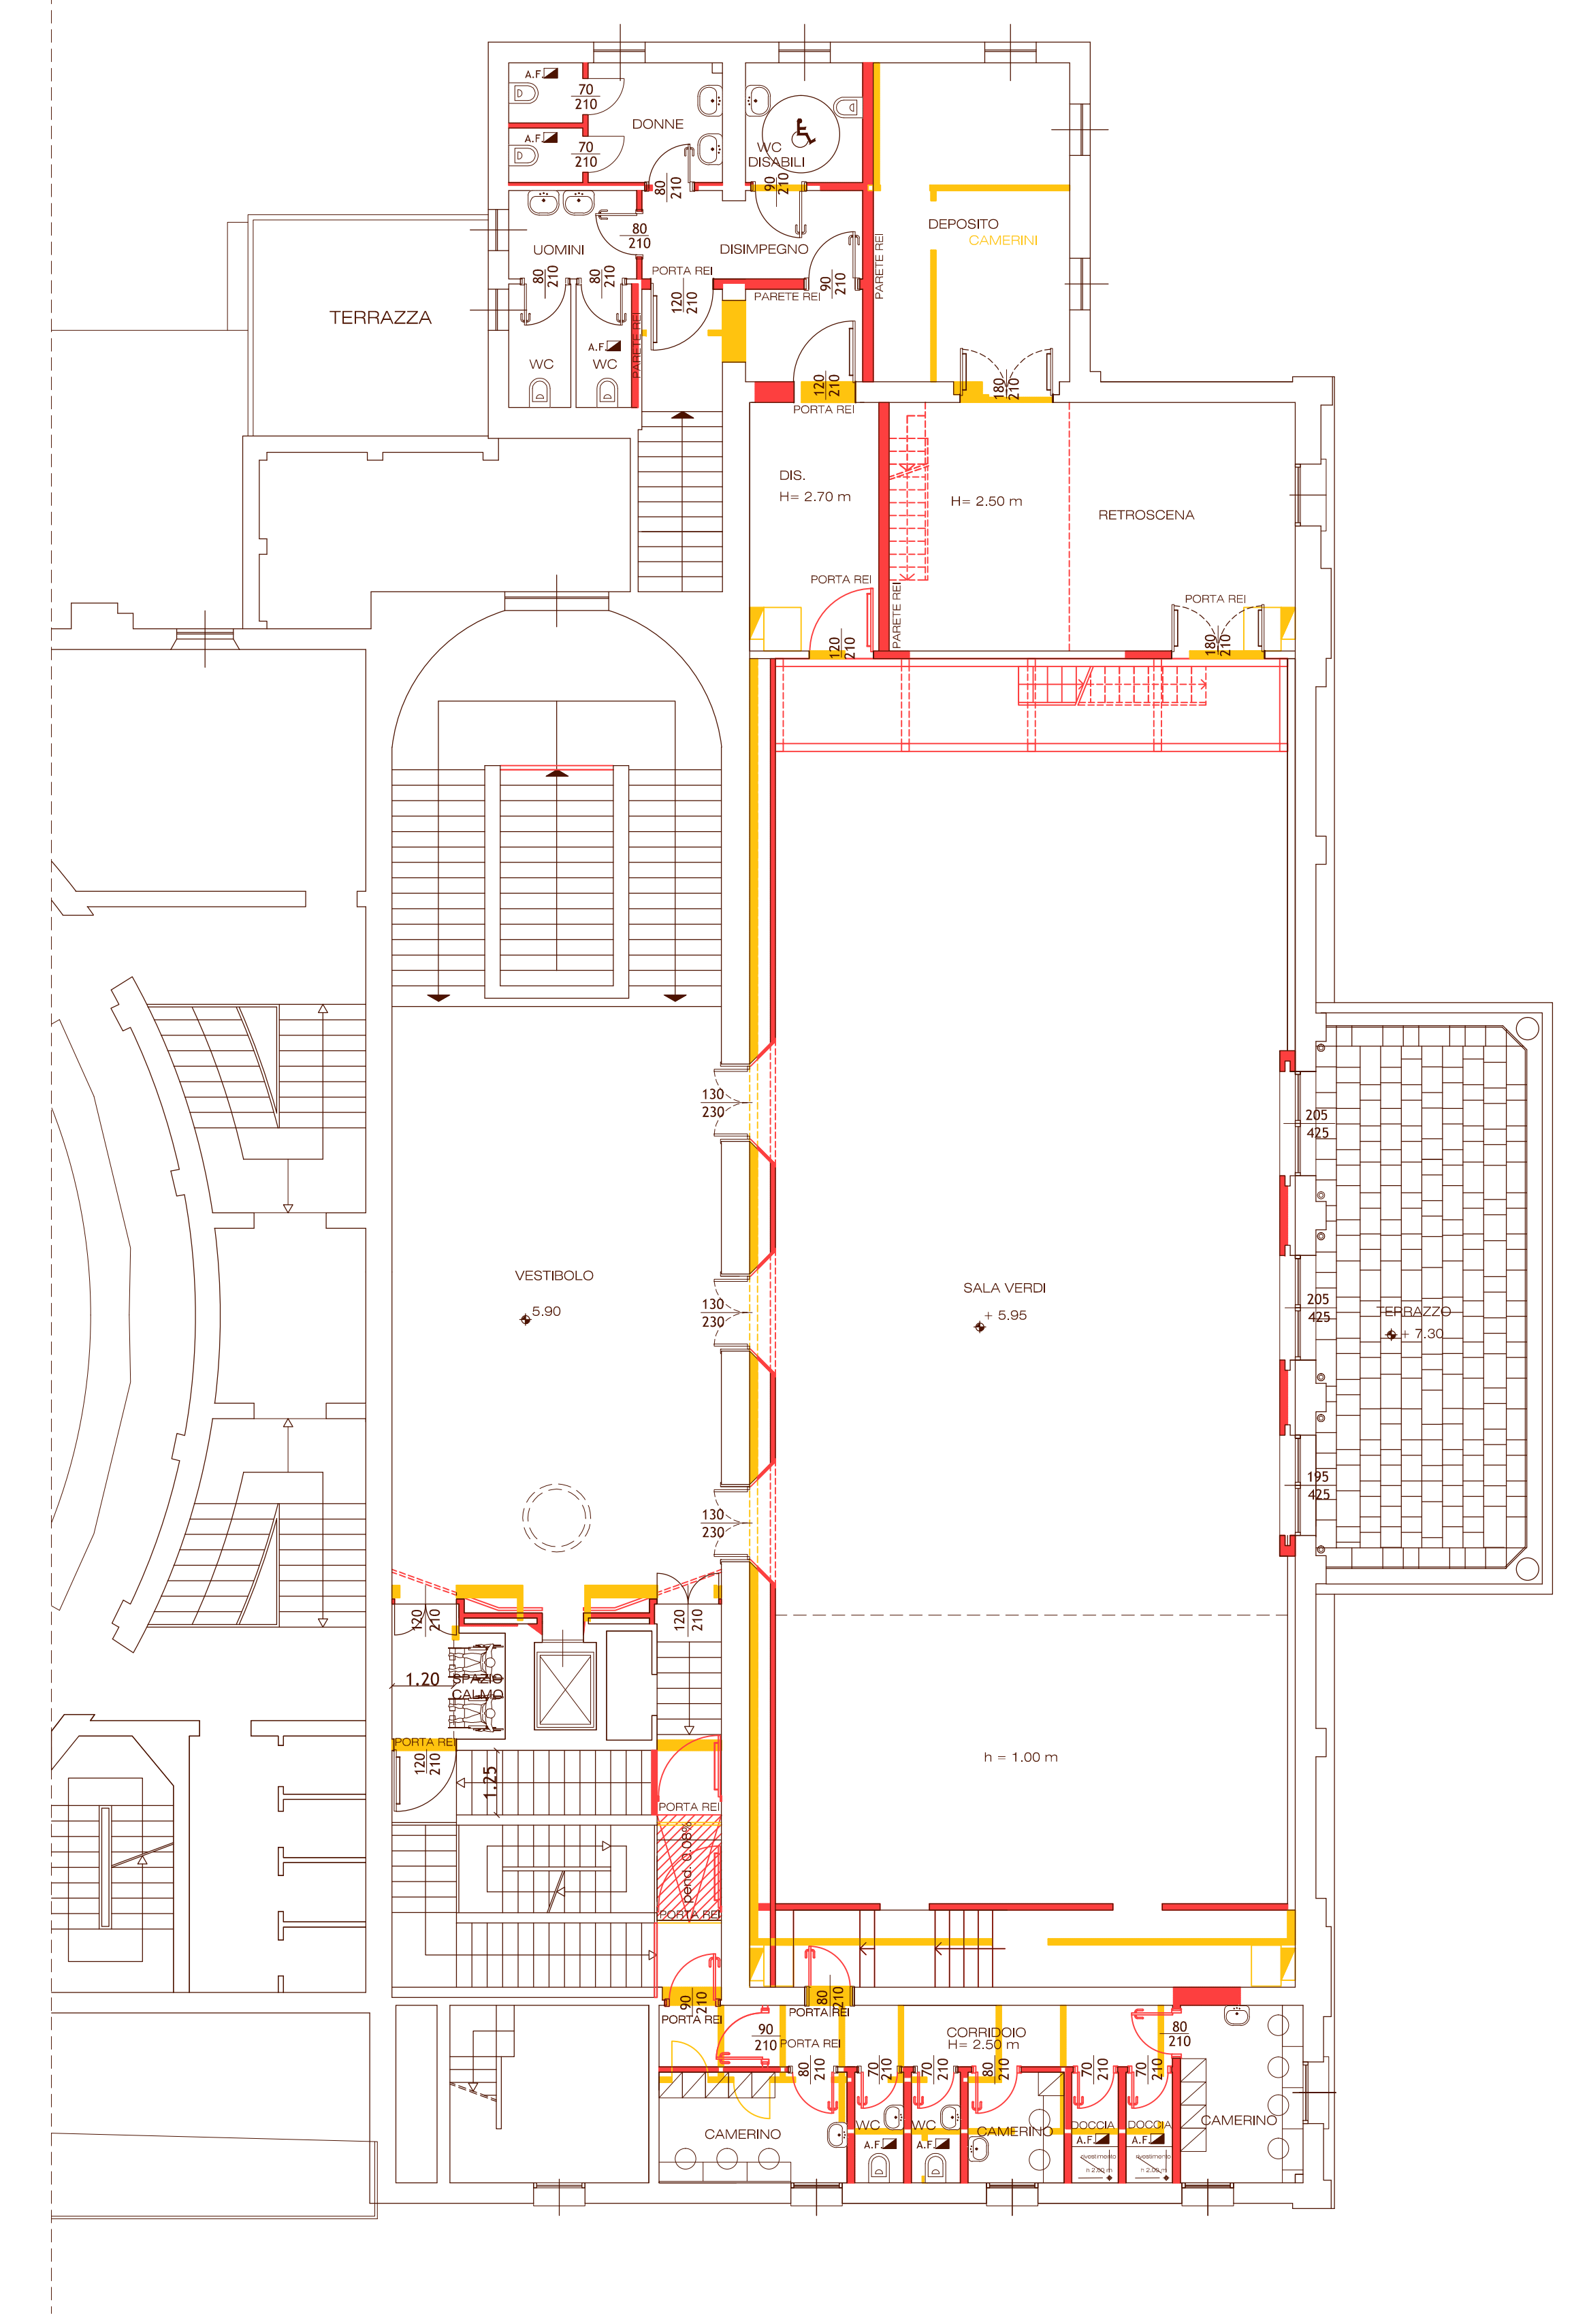 A.F.
70
210
DONNE
A.F.
70
210
WC
DISABILI
80
210
90
210
DEPOSITO
CAMERINI
UOMINI
80
210
DISIMPEGNO
80
210
80
210
PORTA REI
120
210
PARETE REI
90
210
PARETE REI
TERRAZZA
PARETE REI
A.F.
WC
WC
120
210
PORTA REI
180
210
DIS.
H= 2.70 m
H= 2.50 m
RETROSCENA
PORTA REI
PARETE REI
PORTA REI
120
210
180
210
130
230
205
425
VESTIBOLO
5.90
SALA VERDI
+ 5.95
130
230
205
425
TERRAZZO
+ 7.30
195
425
130
230
120
210
120
210
1.20
SPAZIO
CALMO
PORTA REI
120
210
1.25
h = 1.00 m
PORTA REI
pend. 0.08%
PORTA REI
90
210
PORTA REI
80
210
PORTA REI
90
210
PORTA REI
CORRIDOIO
H= 2.50 m
80
210
80
210
70
210
70
210
80
210
70
210
70
210
CAMERINO
WC
A.F.
WC
A.F.
CAMERINO
DOCCIA
A.F.
rivestimento
h 2.00 m
DOCCIA
A.F.
rivestimento
h 2.00 m
CAMERINO